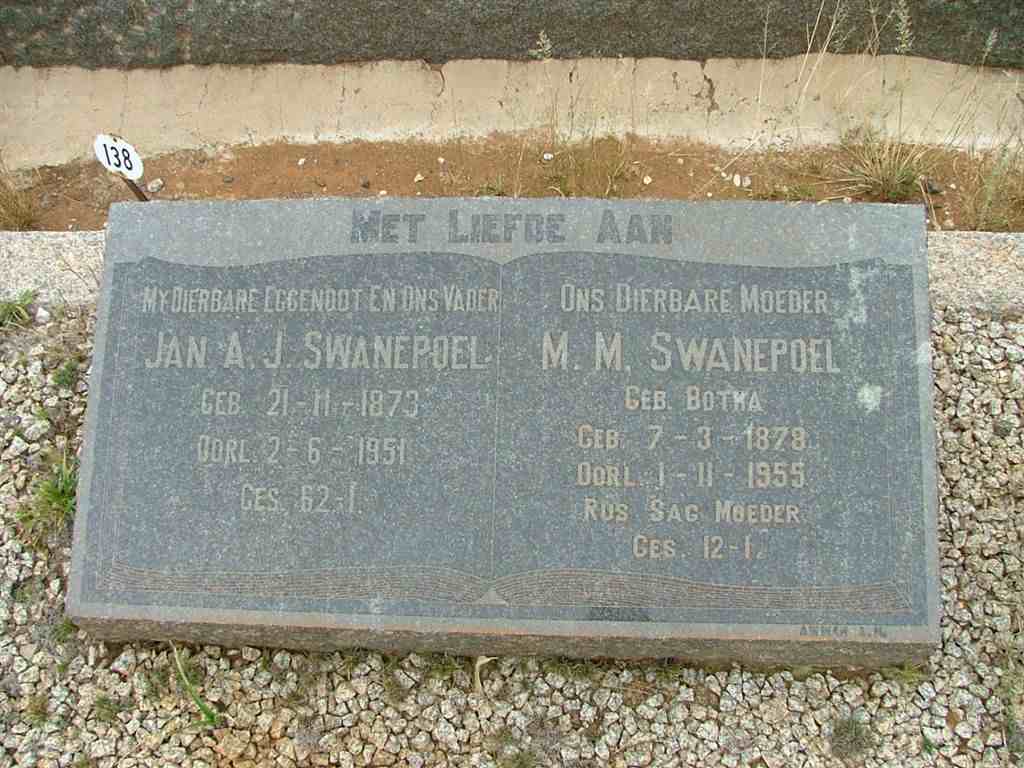 138
MET LIEFDE AAN
MY DIERBARE EGGENOOT EN ONS VADER
JAN A. J. SWANEPOEL
GEB. 21-11-1873
OORL. 2-6-1951
GES. 62-1.
ONS DIERBARE MOEDER
M. M. SWANEPOEL
GEB. BOTHA
GEB. 7-3-1878.
OORL. 1-11-1955.
RUS SAG MOEDER.
GES. 12-1.